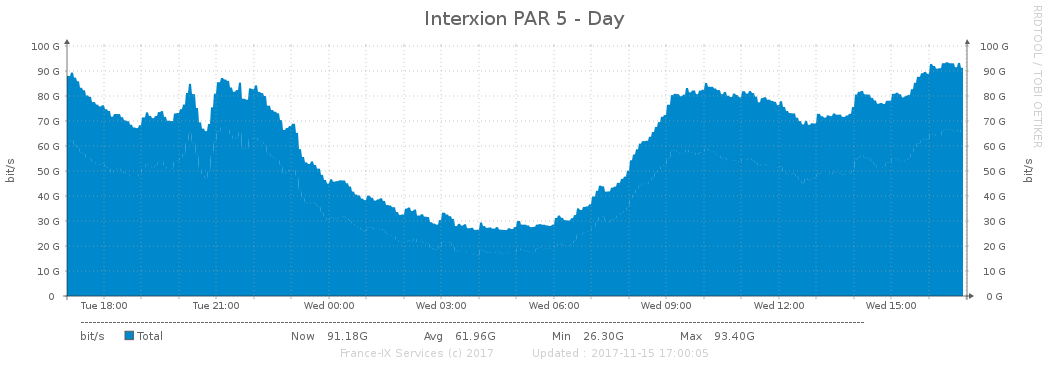 Interxion PAR 5 - Day
RRDTOOL / TOBI OETIKER
bit/s
100 G 100 G
90 G 90 G
80 G 80 G
70 G 70 G
60 G 60 G
50 G 50 G
40 G 40 G
30 G 30 G
20 G 20 G
10 G 10 G
0 0 G
bit/s
Tue 18:00 Tue 21:00 Wed 00:00 Wed 03:00 Wed 06:00 Wed 09:00 Wed 12:00 Wed 15:00
bit/s Total Now 91.18G Avg 61.96G Min 26.30G Max 93.40G
France-IX Services (c) 2017 Updated : 2017-11-15 17:00:05